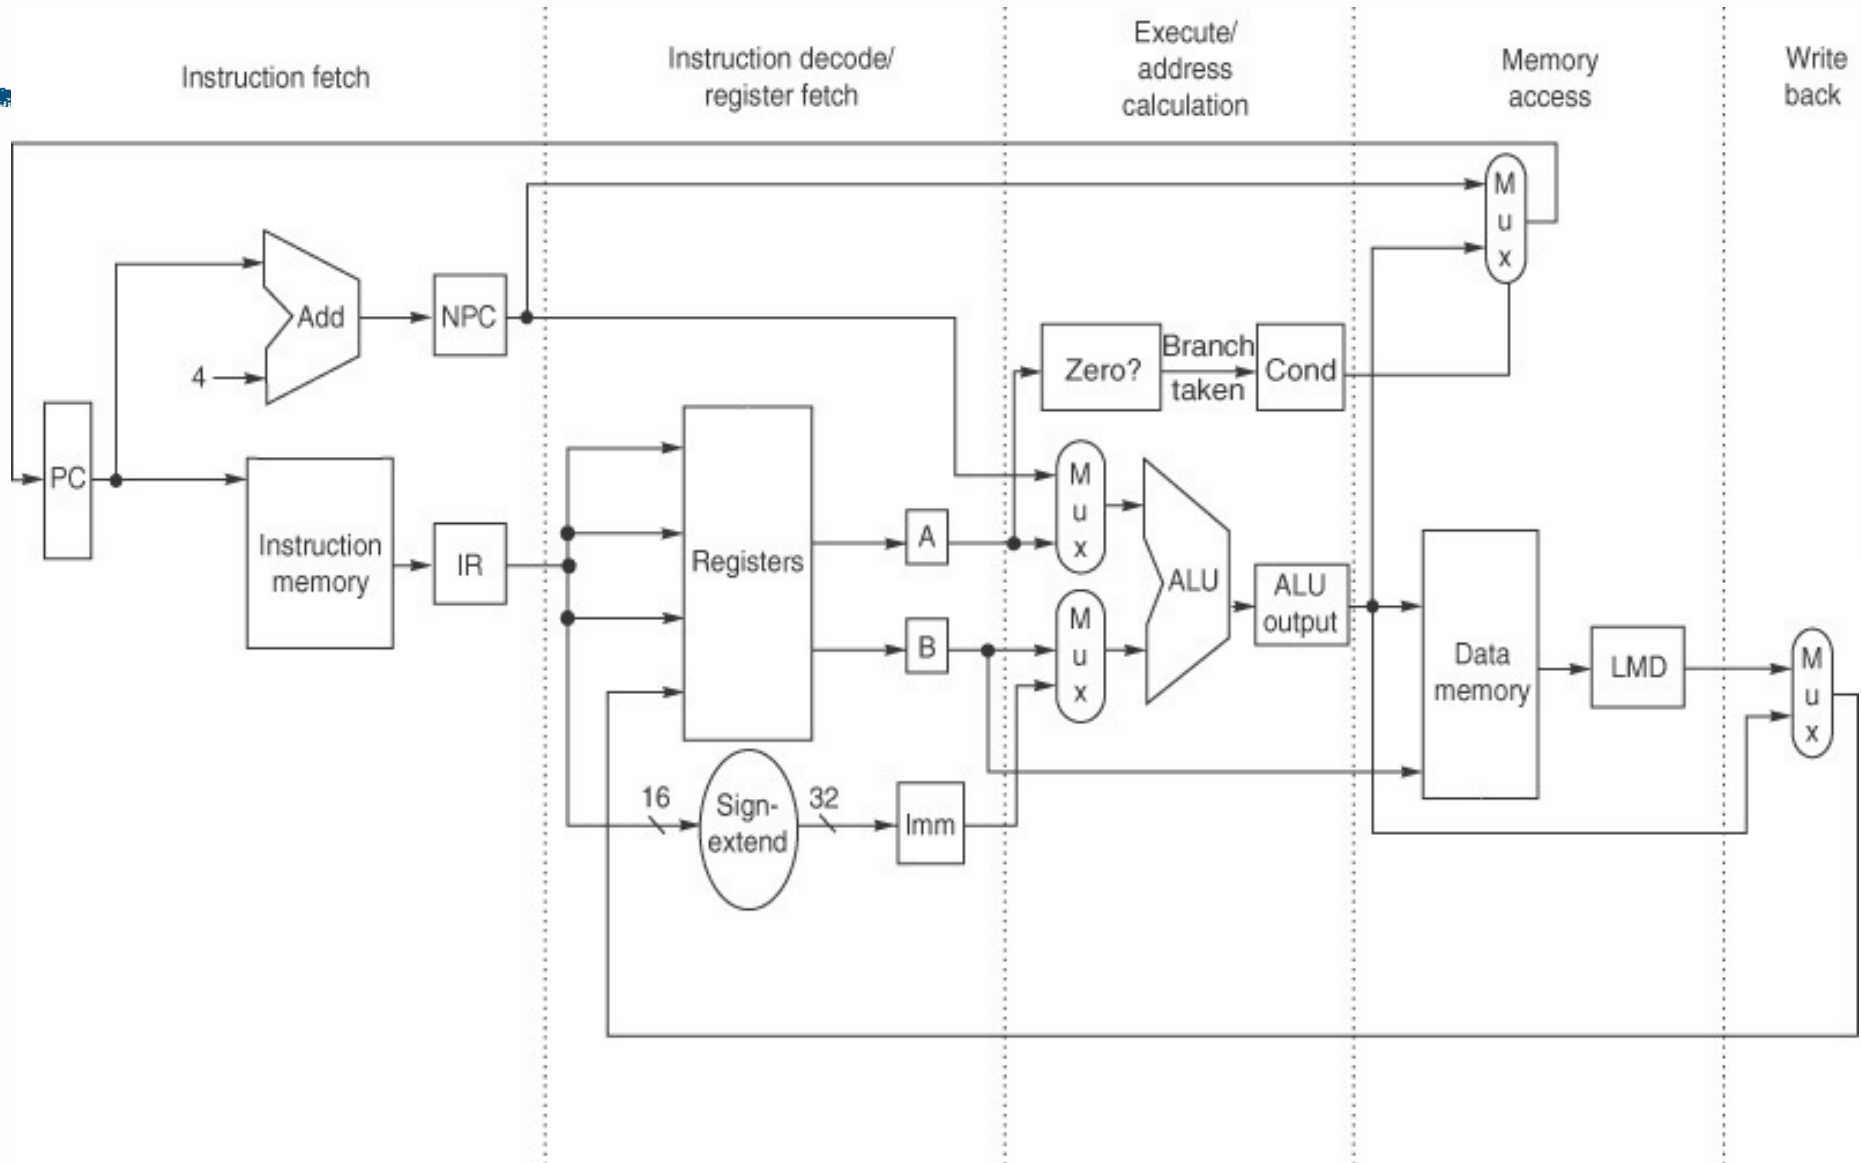 Instruction fetch
Instruction decode/
register fetch
Execute/
address
calculation
Memory
access
Write
back
M
u
x
Add
NPC
4
Zero?
Branch
taken
Cond
PC
Instruction
memory
IR
Registers
A
B
M
u
x
M
u
x
ALU
ALU
output
Data
memory
LMD
M
u
x
16
Sign-
extend
32
Imm